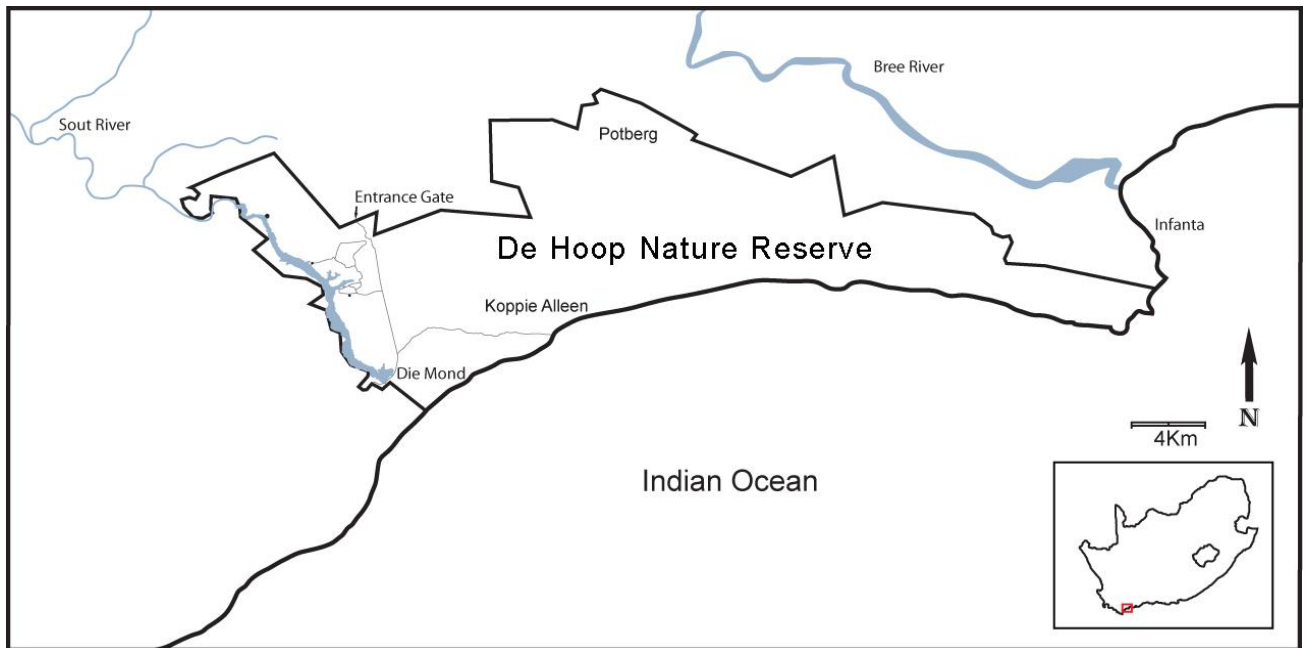 Bree River
Sout River
Potberg
Entrance Gate
Infanta
De Hoop Nature Reserve
Koppie Alleen
Die Mond
N
4Km
Indian Ocean